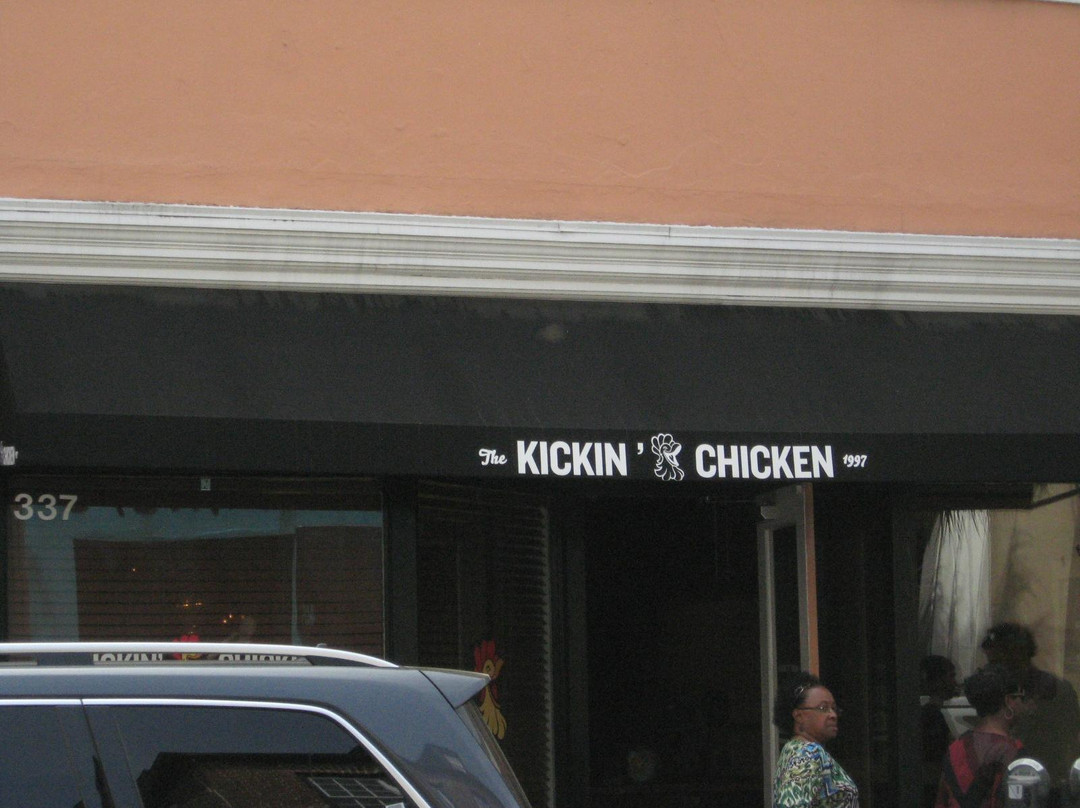 The KICKIN ' CHICKEN 1997
337